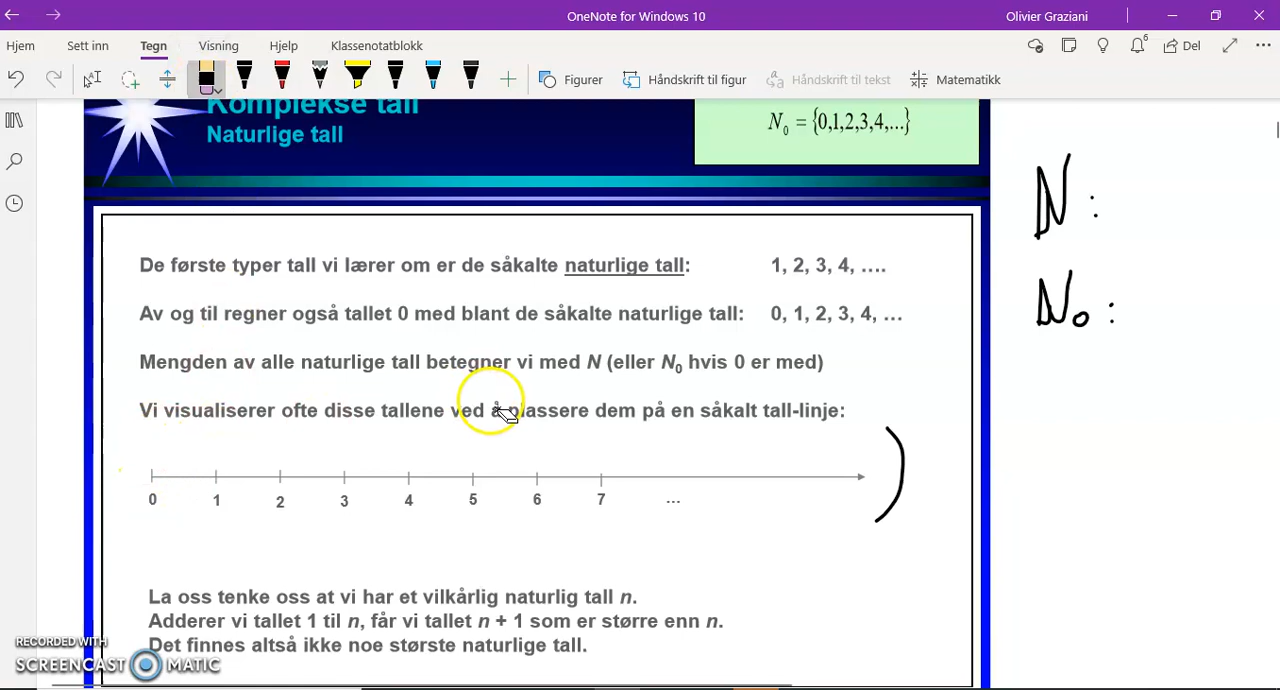 OneNote for Windows 10
Olivier Graziani
Hjem Sett inn Tegn Visning Hjelp Klassenotatblokk
6 Del
Figurer Håndskrift til figur Håndskrift til tekst Matematikk
Komplekse tall
Naturlige tall
N₀ = {0,1,2,3,4,...}
N :
N₀ :
De første typer tall vi lærer om er de såkalte naturlige tall: 1, 2, 3, 4, ....
Av og til regner også tallet 0 med blant de såkalte naturlige tall: 0, 1, 2, 3, 4, ...
Mengden av alle naturlige tall betegner vi med N (eller N₀ hvis 0 er med)
Vi visualiserer ofte disse tallene ved å plassere dem på en såkalt tall-linje:
0 1 2 3 4 5 6 7 ...
La oss tenke oss at vi har et vilkårlig naturlig tall n.
Adderer vi tallet 1 til n, får vi tallet n + 1 som er større enn n.
Det finnes altså ikke noe største naturlige tall.
RECORDED WITH
SCREENCAST MATIC